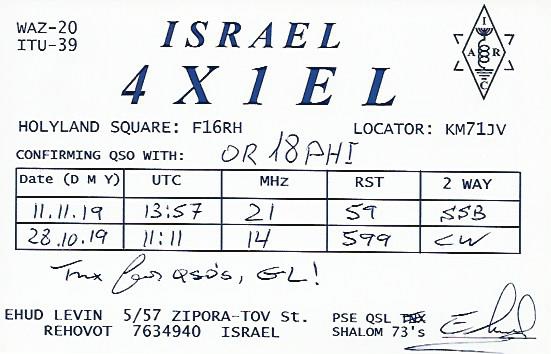 WAZ-20
ITU-39
ISRAEL
4X1EL
I
A R
C
HOLYLAND SQUARE: F16RH LOCATOR: KM71JV
CONFIRMING QSO WITH: OR18PHI
Date (D M Y) UTC MHz RST 2 WAY
11.11.19 13:57 21 59 SSB
28.10.19 11:11 14 599 CW
Tnx for QSO's, GL!
EHUD LEVIN 5/57 ZIPORA-TOV St. PSE QSL TNX
REHOVOT 7634940 ISRAEL SHALOM 73's